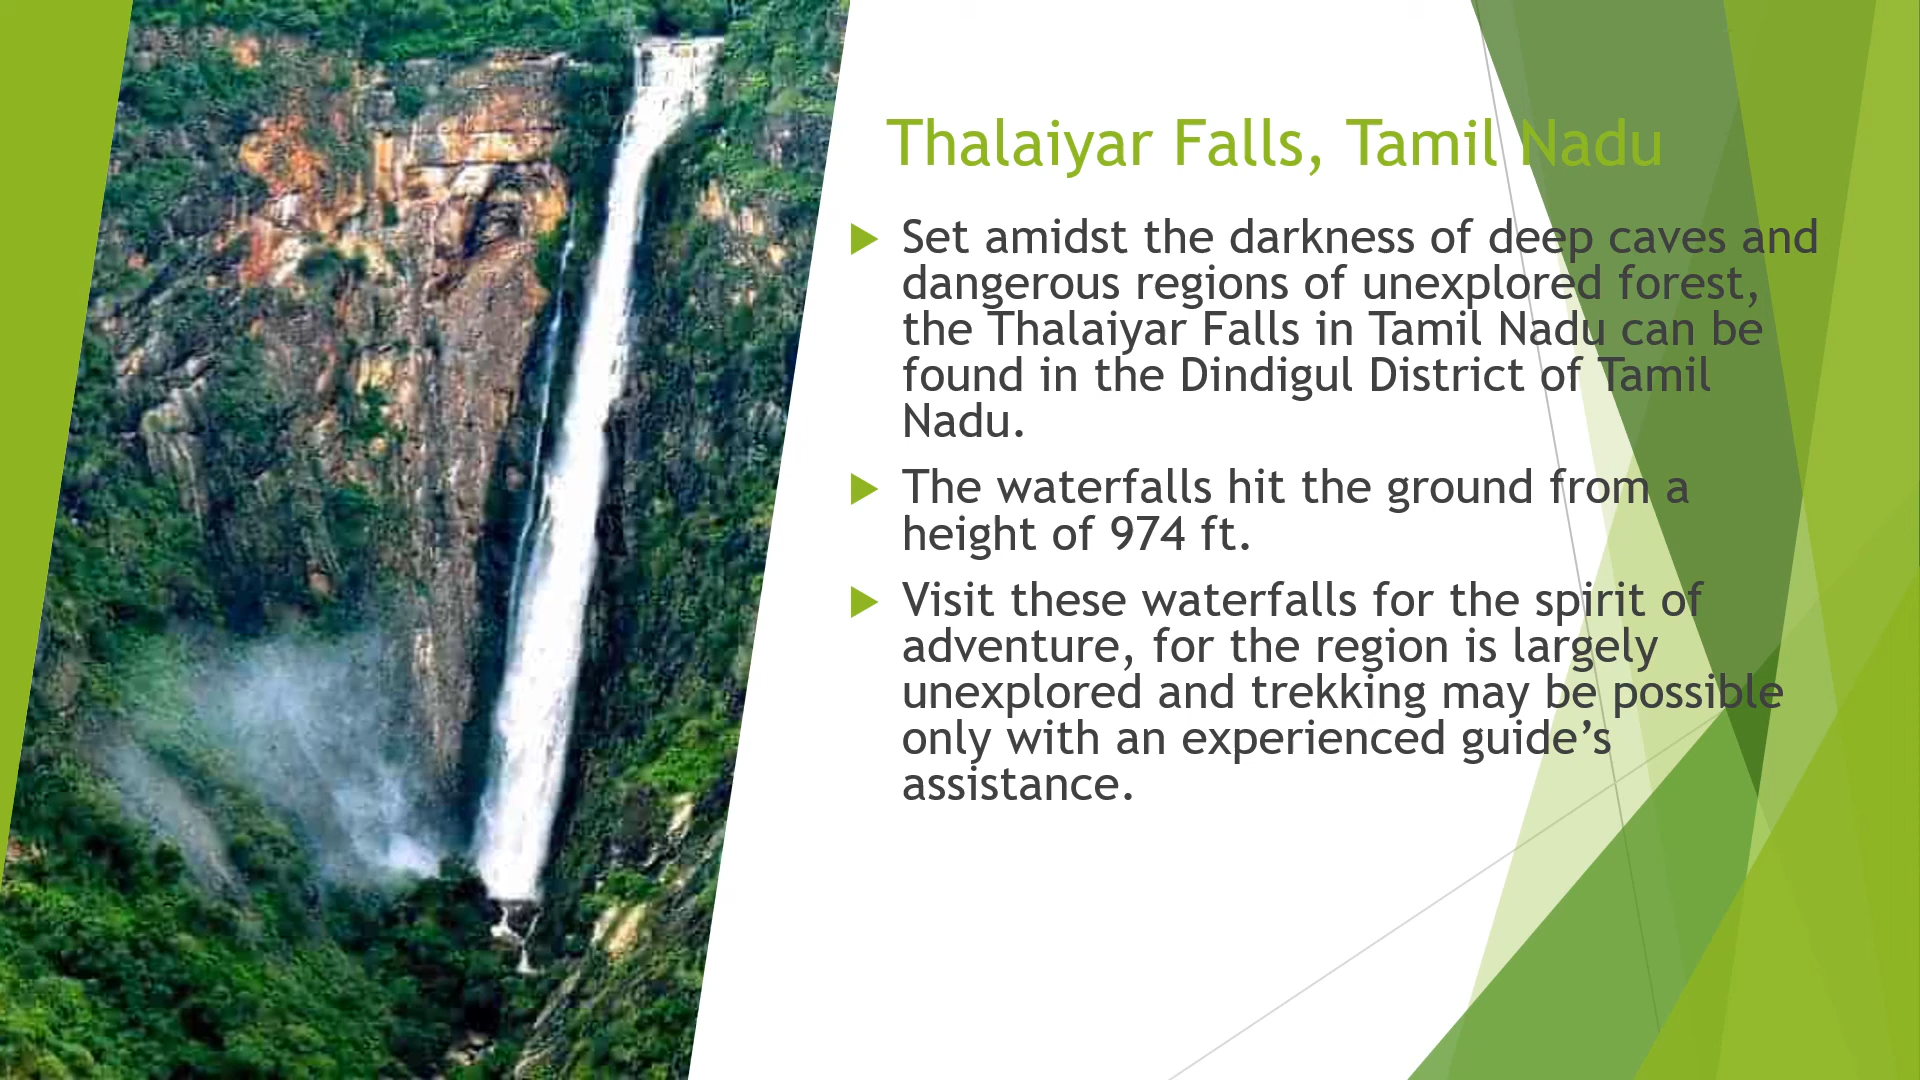 Thalaiyar Falls, Tamil Nadu
Set amidst the darkness of deep caves and
dangerous regions of unexplored forest,
the Thalaiyar Falls in Tamil Nadu can be
found in the Dindigul District of Tamil
Nadu.
The waterfalls hit the ground from a
height of 974 ft.
Visit these waterfalls for the spirit of
adventure, for the region is largely
unexplored and trekking may be possible
only with an experienced guide’s
assistance.